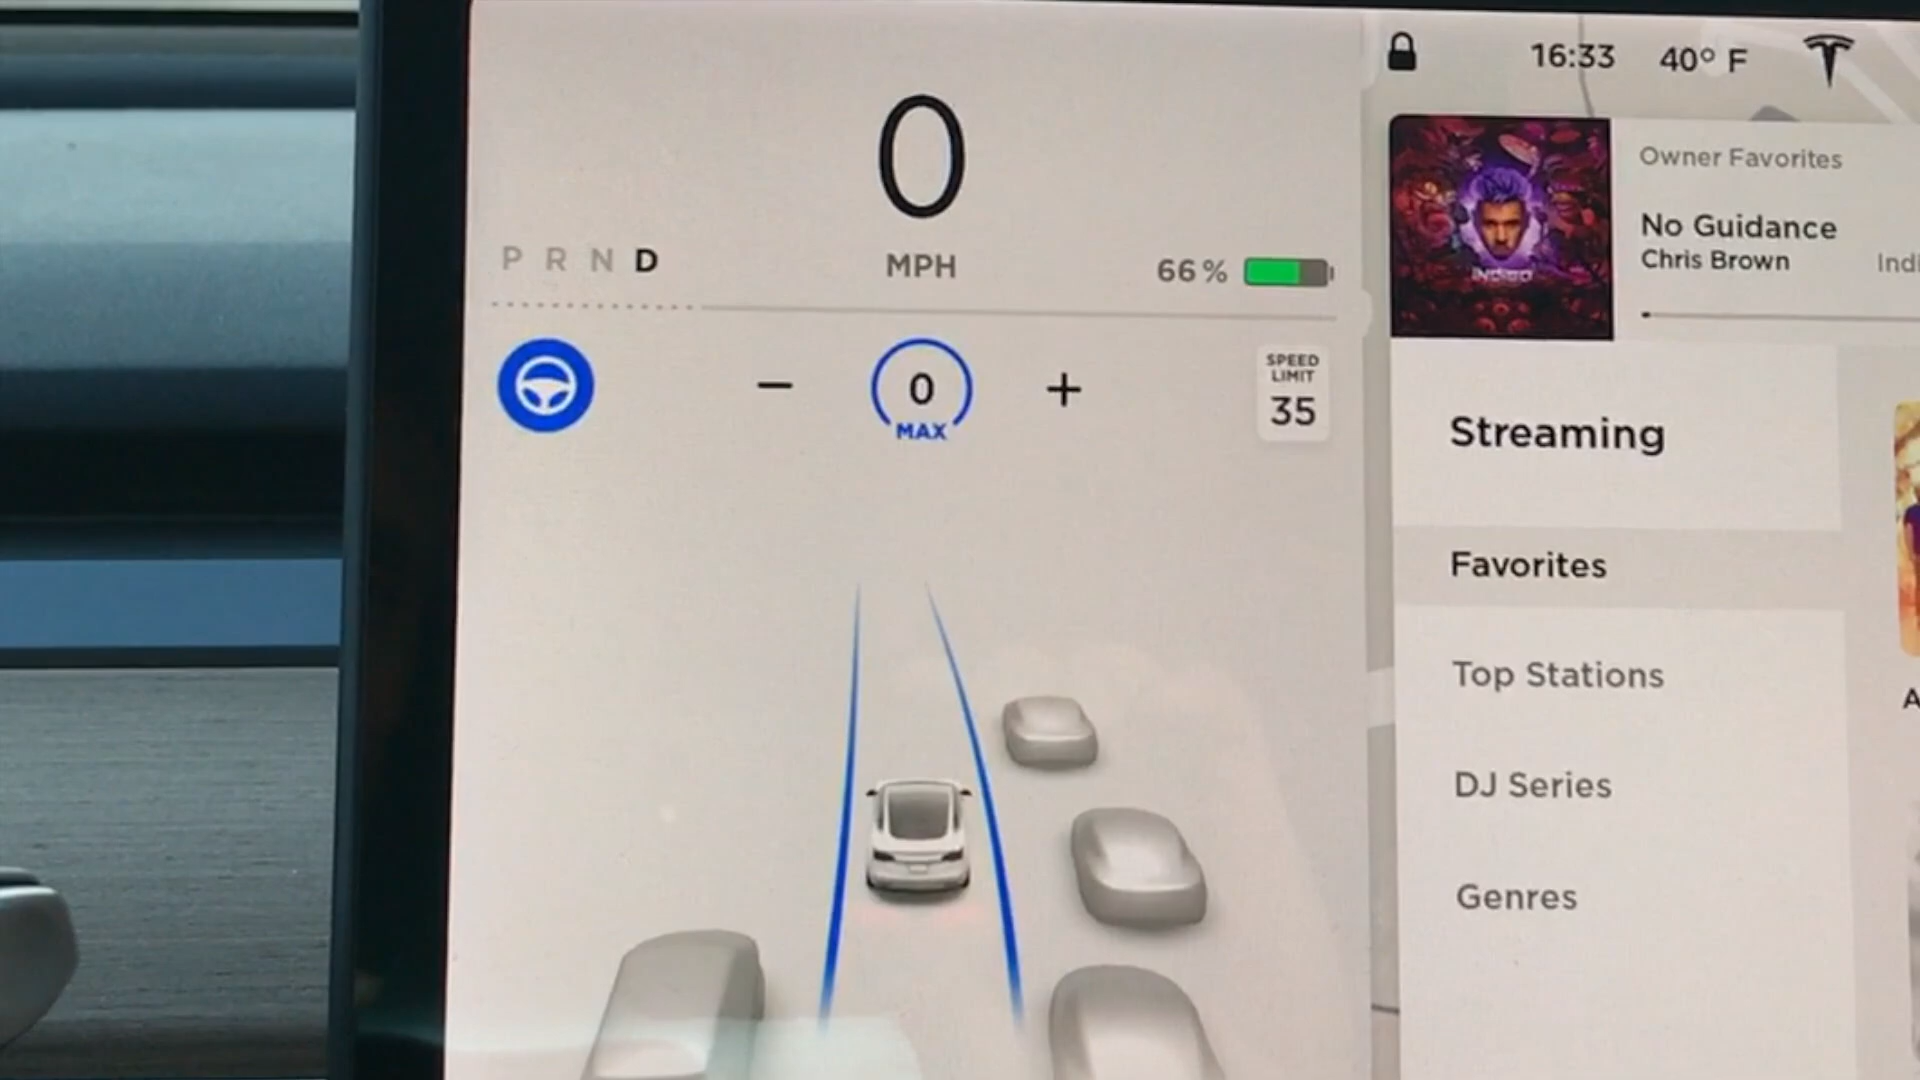 0
MPH
P R N D
66 %
0
MAX
SPEED
LIMIT
35
16:33
40° F
Owner Favorites
No Guidance
Chris Brown
INDIGO
Streaming
Favorites
Top Stations
DJ Series
Genres